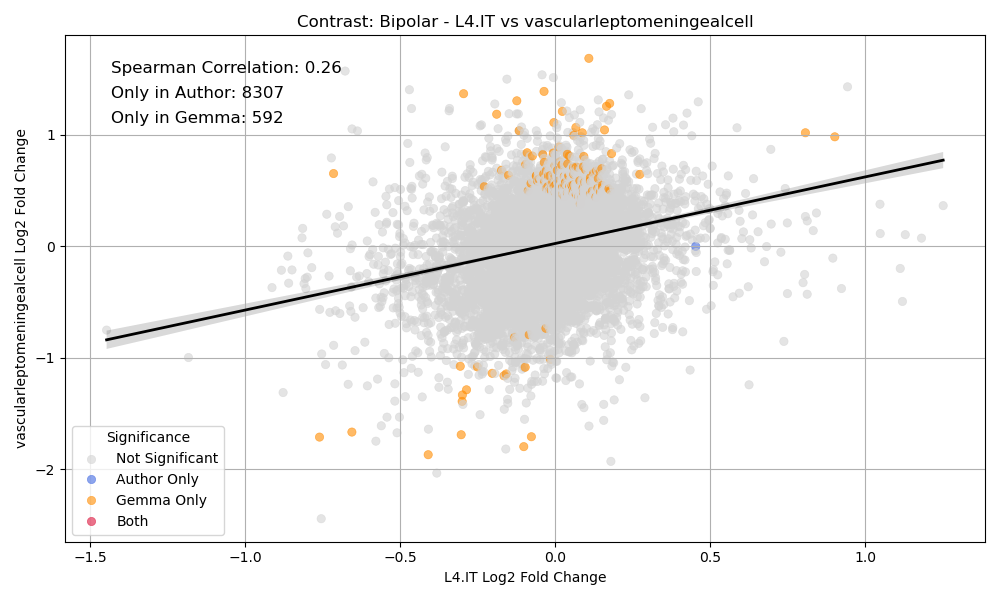 Contrast: Bipolar - L4.IT vs vascularleptomeningealcell
Spearman Correlation: 0.26
Only in Author: 8307
Only in Gemma: 592
vascularleptomeningealcell Log2 Fold Change
1
0
−1
−2
Significance
Not Significant
Author Only
Gemma Only
Both
−1.5
−1.0
−0.5
0.0
0.5
1.0
L4.IT Log2 Fold Change